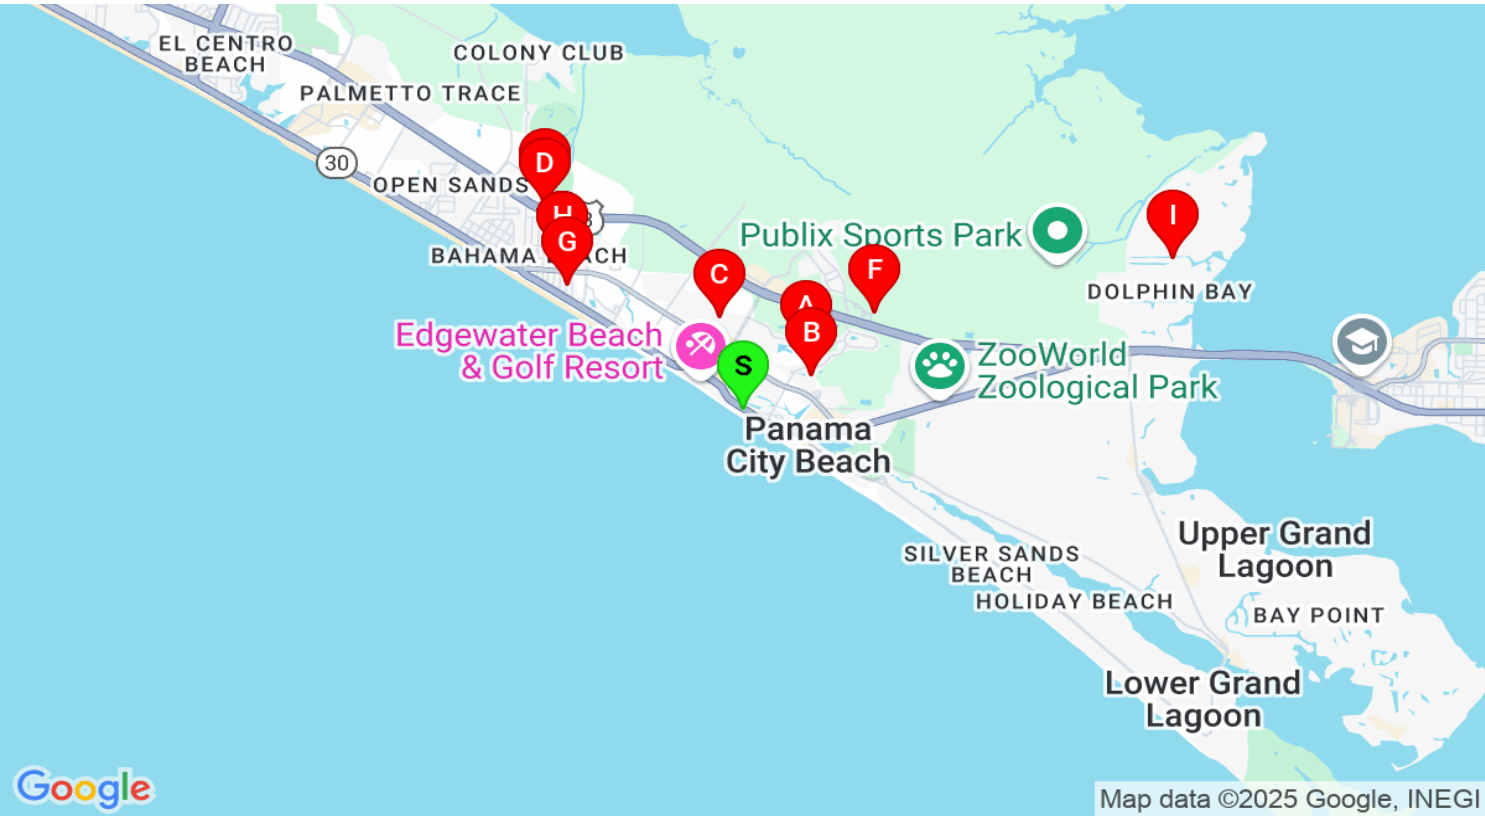 EL CENTRO
BEACH
COLONY CLUB
PALMETTO TRACE
30
D
OPEN SANDS
H
G
BAHAMA
C
Publix Sports Park
F
I
DOLPHIN BAY
A
B
Edgewater Beach
& Golf Resort
S
ZooWorld
Zoological Park
Panama
City Beach
SILVER SANDS
BEACH
HOLIDAY BEACH
Upper Grand
Lagoon
BAY POINT
Lower Grand
Lagoon
Google
Map data ©2025 Google, INEGI